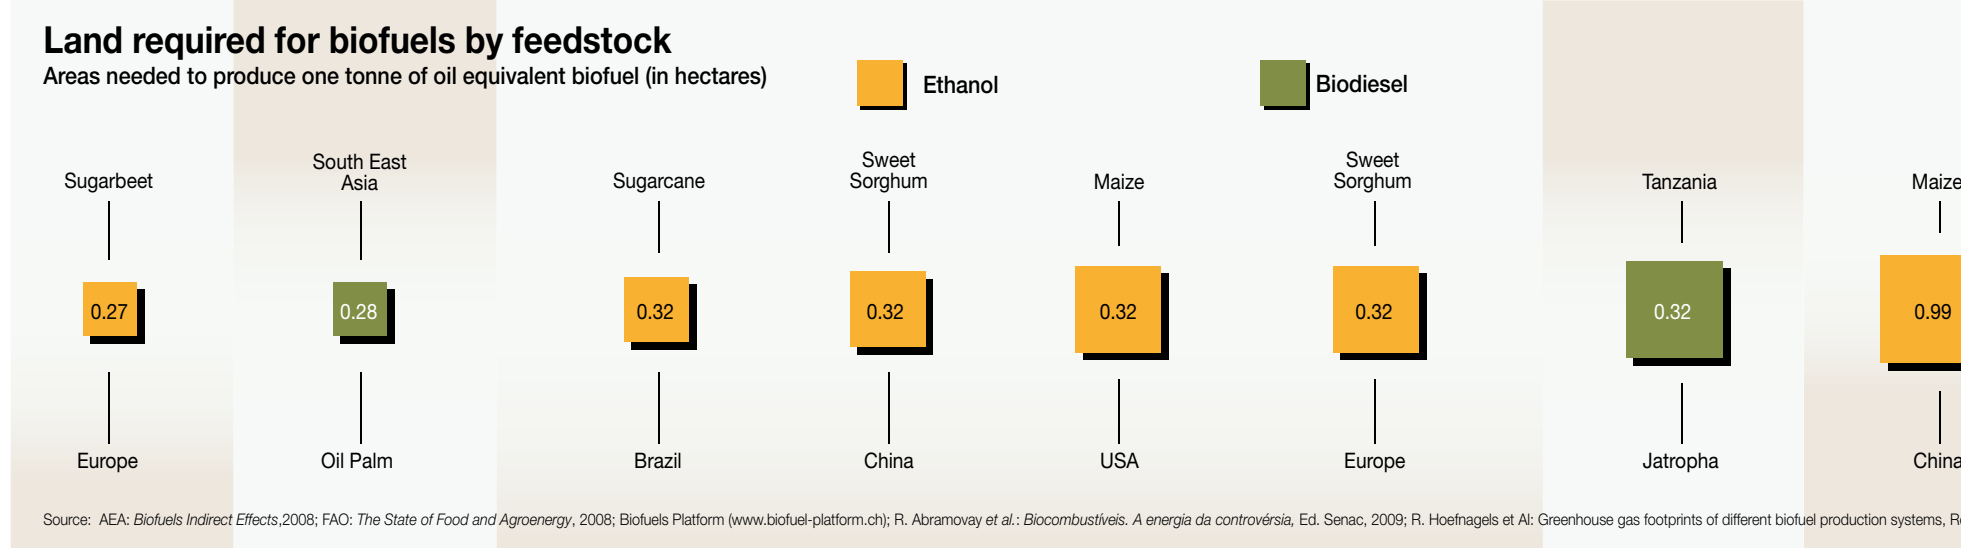 Land required for biofuels by feedstock
Areas needed to produce one tonne of oil equivalent biofuel (in hectares)
Ethanol
Biodiesel
Sugarbeet
South East
Asia
Sugarcane
Sweet
Sorghum
Maize
Sweet
Sorghum
Tanzania
Maize
0.27
0.28
0.32
0.32
0.32
0.32
0.32
0.99
Europe
Oil Palm
Brazil
China
USA
Europe
Jatropha
China
Source: AEA: Biofuels Indirect Effects,2008; FAO: The State of Food and Agroenergy, 2008; Biofuels Platform (www.biofuel-platform.ch); R. Abramovay et al.: Biocombustíveis. A energia da controvérsia, Ed. Senac, 2009; R. Hoefnagels et Al: Greenhouse gas footprints of different biofuel production systems,